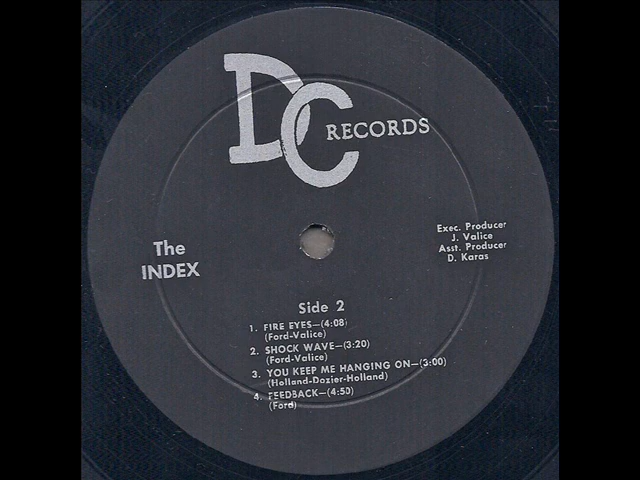 DC RECORDS
The
INDEX
Exec. Producer
J. Valice
Asst. Producer
D. Karas
Side 2
1. FIRE EYES—(4:08)
(Ford-Valice)
2. SHOCK WAVE—(3:20)
(Ford-Valice)
3. YOU KEEP ME HANGING ON—(3:00)
(Holland-Dozier-Holland)
4. FEEDBACK—(4:50)
(Ford)